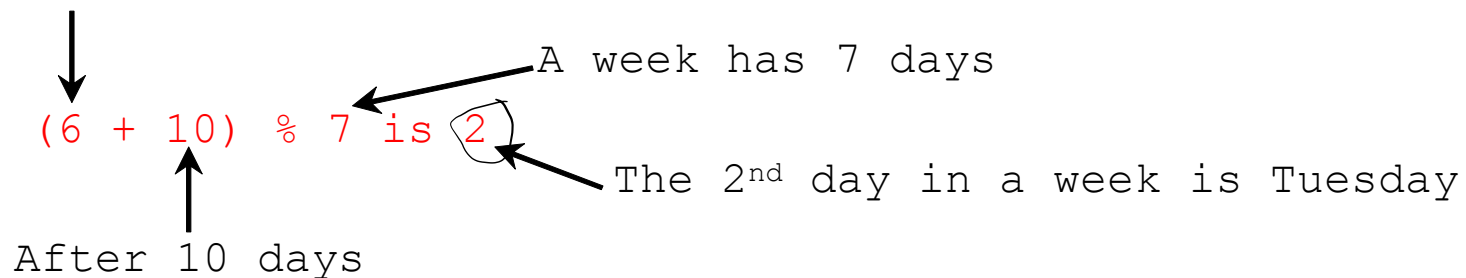 A week has 7 days
(6 + 10) % 7 is 2
The 2nd day in a week is Tuesday
After 10 days